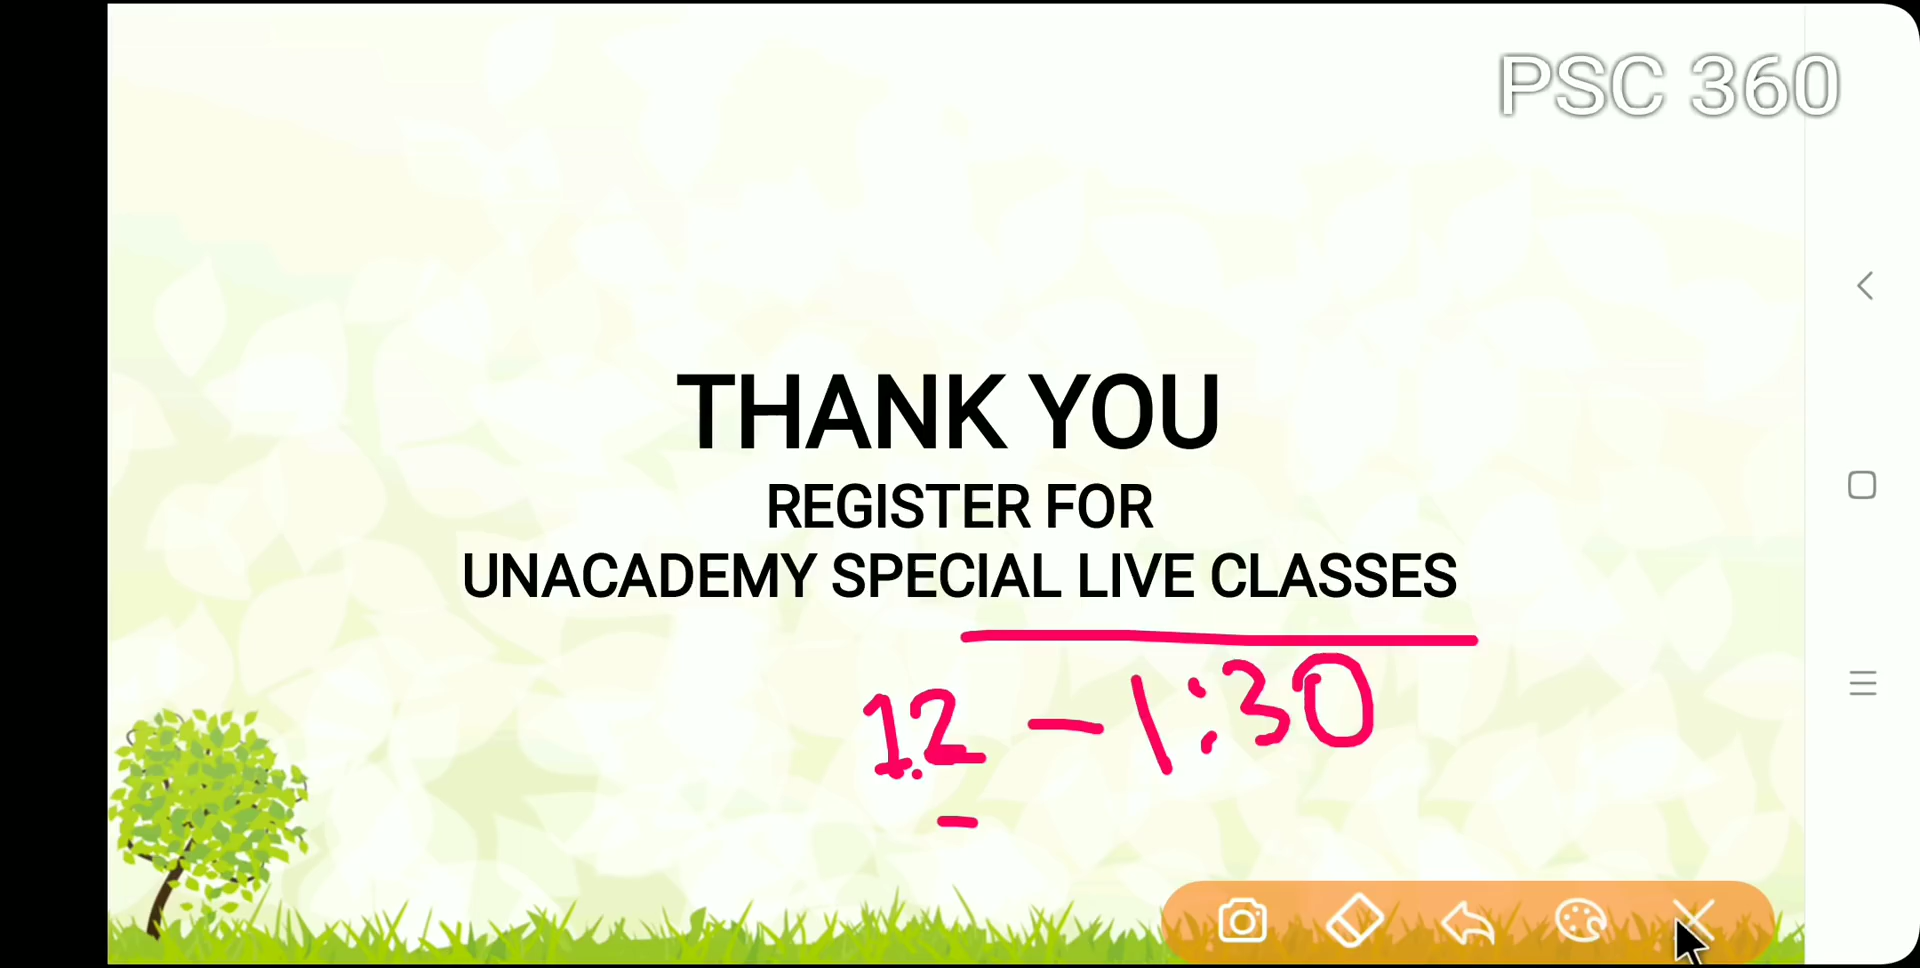 PSC 360
THANK YOU
REGISTER FOR
UNACADEMY SPECIAL LIVE CLASSES
12 - 1:30